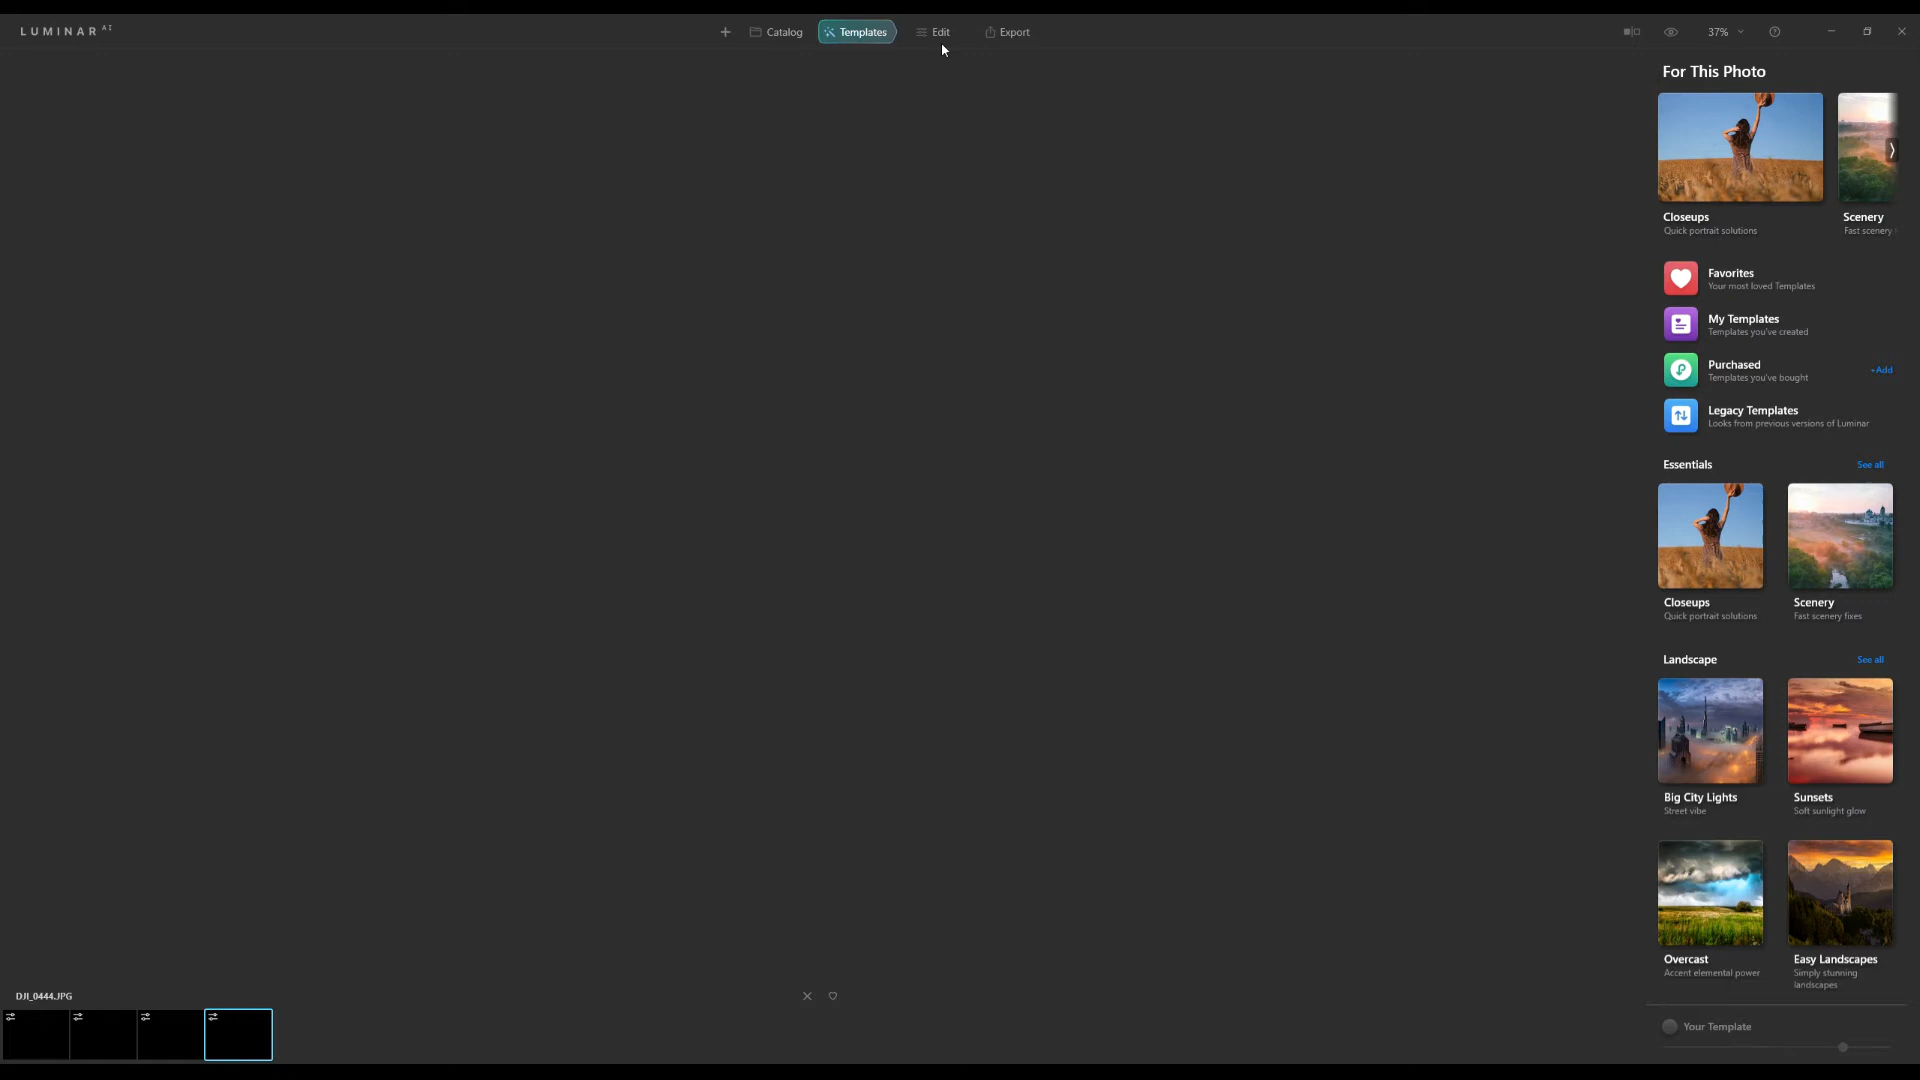 LUMINAR AI
Catalog
Templates
Edit
Export
37%
For This Photo
Closeups
Quick portrait solutions
Scenery
Fast scenery
Favorites
Your most loved Templates
My Templates
Templates you've created
Purchased
Templates you've bought
+Add
Legacy Templates
Looks from previous versions of Luminar
Essentials
See all
Closeups
Quick portrait solutions
Scenery
Fast scenery fixes
Landscape
See all
Big City Lights
Street vibe
Sunsets
Soft sunlight glow
Overcast
Accent elemental power
Easy Landscapes
Simply stunning
landscapes
DJI_0444.JPG
Your Template